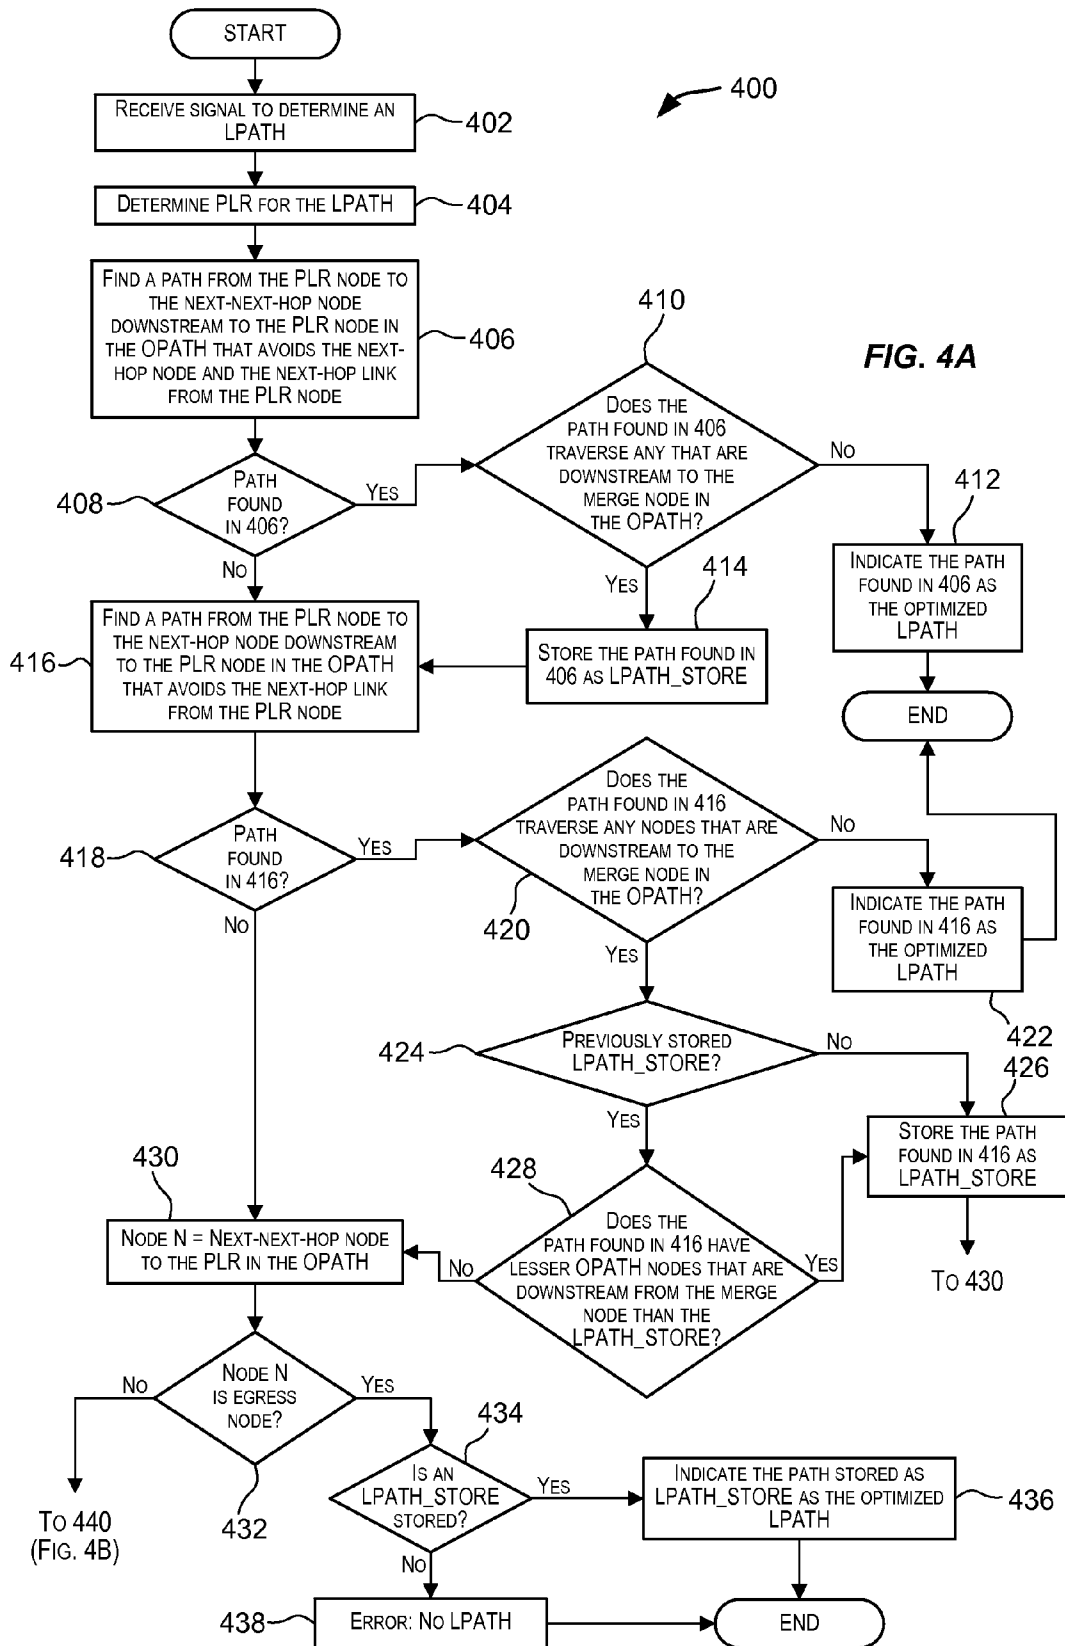 START
400
RECEIVE SIGNAL TO DETERMINE AN
LPATH
402
DETERMINE PLR FOR THE LPATH
404
FIND A PATH FROM THE PLR NODE TO
THE NEXT-NEXT-HOP NODE
DOWNSTREAM TO THE PLR NODE IN
THE OPATH THAT AVOIDS THE NEXT-
HOP NODE AND THE NEXT-HOP LINK
FROM THE PLR NODE
406
410
FIG. 4A
DOES THE
PATH FOUND IN 406
TRAVERSE ANY THAT ARE
DOWNSTREAM TO THE
MERGE NODE IN
THE OPATH?
NO
YES
408
PATH
FOUND
IN 406?
YES
NO
412
INDICATE THE PATH
FOUND IN 406 AS
THE OPTIMIZED
LPATH
414
STORE THE PATH FOUND IN
406 AS LPATH_STORE
416
FIND A PATH FROM THE PLR NODE TO
THE NEXT-HOP NODE DOWNSTREAM
TO THE PLR NODE IN THE OPATH
THAT AVOIDS THE NEXT-HOP LINK
FROM THE PLR NODE
END
418
PATH
FOUND
IN 416?
YES
NO
DOES THE
PATH FOUND IN 416
TRAVERSE ANY NODES THAT ARE
DOWNSTREAM TO THE
MERGE NODE IN
THE OPATH?
420
NO
YES
INDICATE THE PATH
FOUND IN 416 AS
THE OPTIMIZED
LPATH
422
424
PREVIOUSLY STORED
LPATH_STORE?
NO
YES
426
STORE THE PATH
FOUND IN 416 AS
LPATH_STORE
TO 430
428
DOES THE
PATH FOUND IN 416 HAVE
LESSER OPATH NODES THAT ARE
DOWNSTREAM FROM THE MERGE
NODE THAN THE
LPATH_STORE?
NO
YES
430
NODE N = NEXT-NEXT-HOP NODE
TO THE PLR IN THE OPATH
NODE N
IS EGRESS
NODE?
432
NO
YES
TO 440
(FIG. 4B)
434
IS AN
LPATH_STORE
STORED?
YES
NO
INDICATE THE PATH STORED AS
LPATH_STORE AS THE OPTIMIZED
LPATH
436
438
ERROR: NO LPATH
END